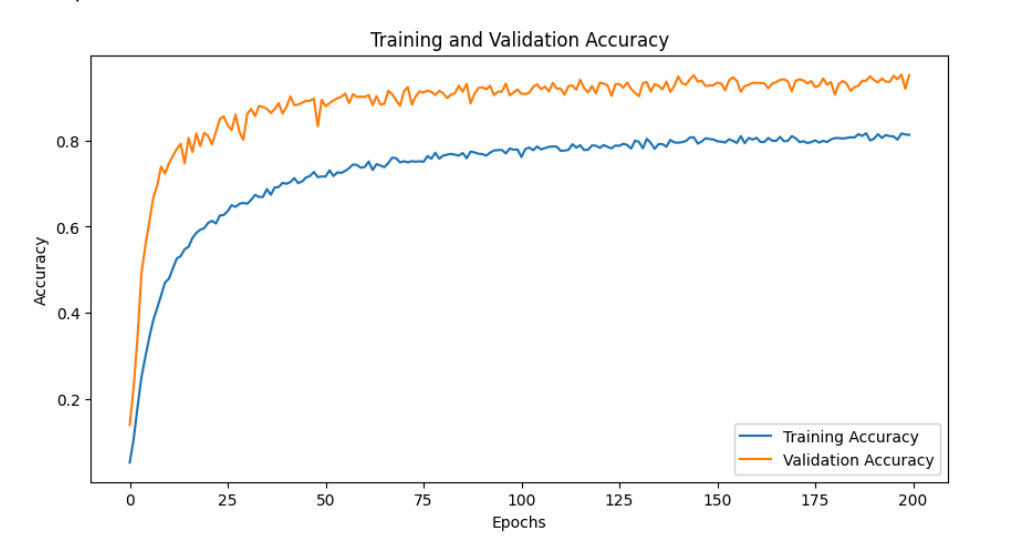 Training and Validation Accuracy
Accuracy
0.8
0.6
0.4
0.2
0 25 50 75 100 125 150 175 200
Epochs
Training Accuracy
Validation Accuracy